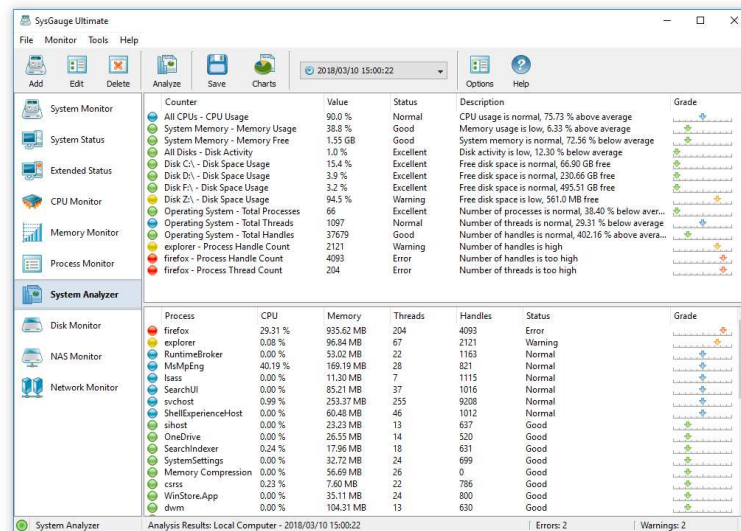 SysGauge Ultimate
File Monitor Tools Help
Add Edit Delete Analyze Save Charts 2018/03/10 15:00:22 Options Help
System Monitor
System Status
Extended Status
CPU Monitor
Memory Monitor
Process Monitor
System Analyzer
Disk Monitor
NAS Monitor
Network Monitor
Counter Value Status Description Grade
All CPUs - CPU Usage 90.0 % Normal CPU usage is normal, 75.73 % above average
System Memory - Memory Usage 38.8 % Good Memory usage is low, 6.33 % above average
System Memory - Memory Free 1.55 GB Good System memory is normal, 72.56 % below average
All Disks - Disk Activity 1.0 % Excellent Disk activity is low, 12.30 % below average
Disk C:\ - Disk Space Usage 15.4 % Excellent Free disk space is normal, 66.90 GB free
Disk D:\ - Disk Space Usage 3.9 % Excellent Free disk space is normal, 230.66 GB free
Disk F:\ - Disk Space Usage 3.2 % Excellent Free disk space is normal, 495.51 GB free
Disk Z:\ - Disk Space Usage 94.5 % Warning Free disk space is low, 561.0 MB free
Operating System - Total Processes 66 Excellent Number of processes is normal, 38.40 % below aver...
Operating System - Total Threads 1097 Normal Number of threads is normal, 29.31 % below average
Operating System - Total Handles 37679 Good Number of handles is normal, 402.16 % above avera...
explorer - Process Handle Count 2121 Warning Number of handles is high
firefox - Process Handle Count 4093 Error Number of handles is too high
firefox - Process Thread Count 204 Error Number of threads is too high
Process CPU Memory Threads Handles Status Grade
firefox 29.31 % 935.62 MB 204 4093 Error
explorer 0.08 % 96.84 MB 67 2121 Warning
RuntimeBroker 0.00 % 53.02 MB 22 1163 Normal
MsMpEng 40.19 % 169.19 MB 28 821 Normal
lsass 0.00 % 11.30 MB 7 1115 Normal
SearchUI 0.00 % 85.21 MB 37 1016 Normal
svchost 0.99 % 253.37 MB 255 9208 Normal
ShellExperienceHost 0.00 % 60.48 MB 46 1012 Normal
sihost 0.00 % 23.23 MB 13 637 Good
OneDrive 0.00 % 26.55 MB 14 520 Good
SearchIndexer 0.24 % 17.96 MB 18 631 Good
SystemSettings 0.00 % 32.72 MB 24 699 Good
Memory Compression 0.00 % 56.69 MB 26 0 Good
csrss 0.23 % 7.60 MB 22 786 Good
WinStore.App 0.00 % 35.11 MB 24 800 Good
dwm 0.00 % 104.31 MB 13 630 Good
System Analyzer Analysis Results: Local Computer - 2018/03/10 15:00:22 Errors: 2 Warnings: 2